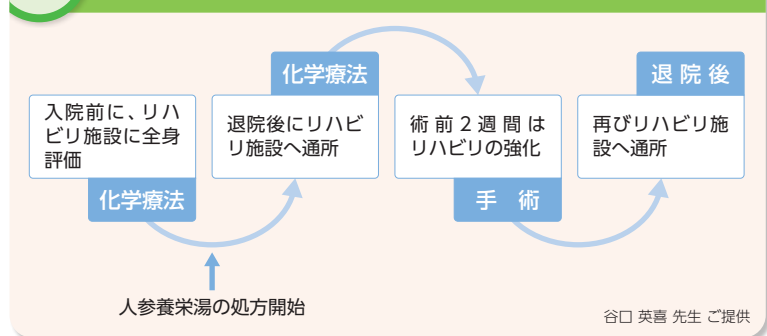 入院前に、リハ
ビリ施設に全身
評価
化学療法
化学療法
退院後にリハビ
リ施設へ通所
術前2週間は
リハビリの強化
手術
退院後
再びリハビリ施
設へ通所
人参養栄湯の処方開始
谷口 英喜 先生 ご提供